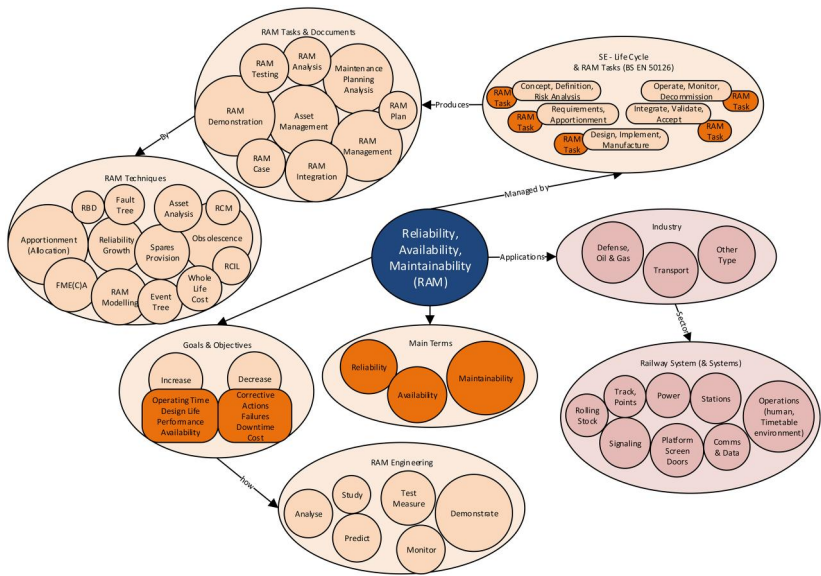 RAM Tasks & Doccuments
RAM
Testing
RAM
Analysis
Maintenance
Planning
Analysis
RAM
Plan
RAM
Demonstration
Asset
Management
RAM
Management
RAM
Case
RAM
Integration
Produces
SE - Life Cycle
& RAM Tasks (BS EN 50126)
RAM
Task
Concept, Definition,
Risk Analysis
Operate, Monitor,
Decommission
RAM
Task
RAM
Task
Requirements,
Apportionment
Integrate, Validate,
Accept
RAM
Task
RAM
Task
Design, Implement,
Manufacture
By
Managed by
RAM Techniques
RBD
Fault
Tree
Asset
Analysis
RCM
Apportionment
(Allocation)
Reliability
Growth
Spares
Provision
Obsolescence
RCIL
FME(C)A
RAM
Modelling
Event
Tree
Whole
Life
Cost
Reliability,
Availability,
Maintainability
(RAM)
Applications
Industry
Defense,
Oil & Gas
Transport
Other
Type
Sector
Goals & Objectives
Increase
Decrease
Operating Time
Design Life
Performance
Availability
Corrective
Actions
Failures
Downtime
Cost
Main Terms
Reliability
Availability
Maintainability
Railway System (& Systems)
Rolling
Stock
Track,
Points
Power
Stations
Operations
(human,
Timetable
environment)
Signaling
Platform
Screen
Doors
Comms
& Data
how
RAM Engineering
Analyse
Study
Predict
Test
Measure
Monitor
Demonstrate